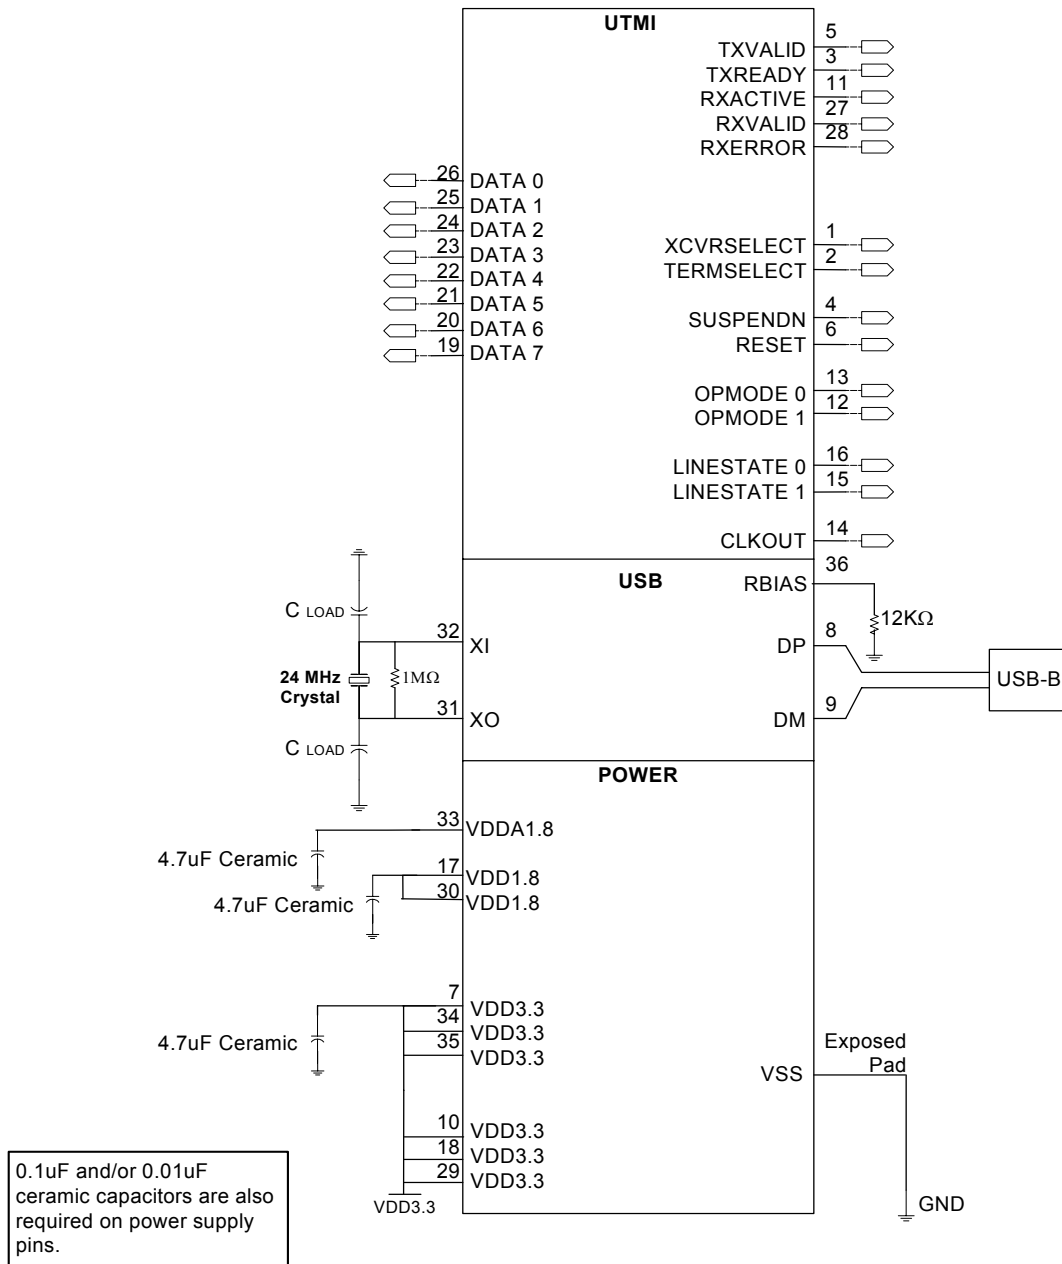 UTMI
5
TXVALID
3
TXREADY
11
RXACTIVE
27
RXVALID
28
RXERROR
26
DATA 0
25
DATA 1
24
DATA 2
23
DATA 3
22
DATA 4
21
DATA 5
20
DATA 6
19
DATA 7
1
XCVRSELECT
2
TERMSELECT
4
SUSPENDN
6
RESET
13
OPMODE 0
12
OPMODE 1
16
LINESTATE 0
15
LINESTATE 1
14
CLKOUT
USB
36
RBIAS
12KΩ
C LOAD
32
XI
24 MHz
Crystal
1MΩ
31
XO
C LOAD
8
DP
9
DM
USB-B
POWER
33
VDDA1.8
4.7uF Ceramic
17
VDD1.8
30
VDD1.8
4.7uF Ceramic
7
VDD3.3
34
VDD3.3
35
VDD3.3
4.7uF Ceramic
10
VDD3.3
18
VDD3.3
29
VDD3.3
VDD3.3
Exposed
Pad
VSS
GND
0.1uF and/or 0.01uF
ceramic capacitors are also
required on power supply
pins.